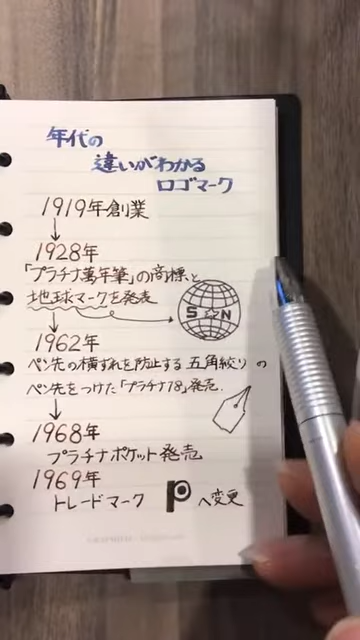 年代の
違いがわかる
ロゴマーク
1919年創業
1928年
「プラチナ萬年筆」の商標と
地球マークを発表
S N
1962年
ペン先の横ずれを防止する 五角絞り の
ペン先をつけた「プラチナ18」発売.
1968年
プラチナポケット発売
1969年
トレードマーク P へ変更